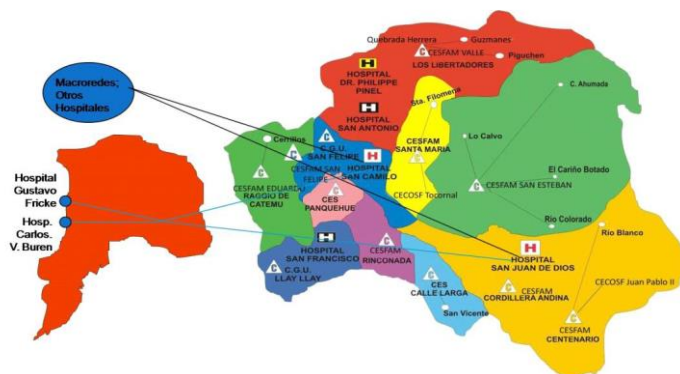 Macroredes;
Otros
Hospitales
Hospital
Gustavo
Fricke
Hosp.
Carlos.
V. Buren
Quebrada Herrera
Guzmanes
C CESFAM VALLE
LOS LIBERTADORES
Piguchen
H
HOSPITAL
DR. PHILIPPE
PINEL
H
HOSPITAL
SAN ANTONIO
Sta. Filomena
C. Ahumada
Cerrillos
C
C.G.U.
SAN FELIPE
C
CESFAM SAN
FELIPE
H
HOSPITAL
SAN CAMILO
CESFAM
SANTA MARIA
C
CECOSF Tocornal
Lo Calvo
El Cariño Botado
C CESFAM SAN ESTEBAN
Rio Colorado
Rio Blanco
C
CESFAM EDUARDO
RAGGIO DE
CATEMU
C
CES
PANQUEHUE
H
HOSPITAL
SAN FRANCISCO
C
CESFAM
RINCONADA
C C.G.U.
LLAY LLAY
C
CES
CALLE LARGA
San Vicente
H
HOSPITAL
SAN JUAN DE DIOS
C CESFAM
CORDILLERA ANDINA
CECOSF Juan Pablo II
C
CESFAM
CENTENARIO